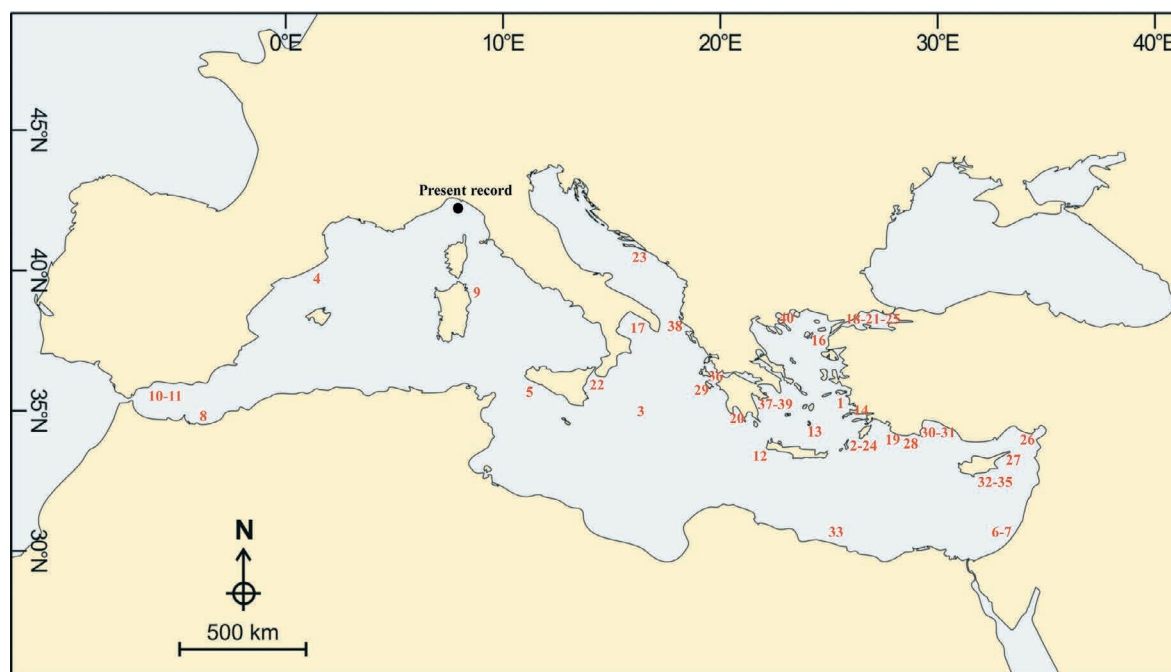 0°E 10°E 20°E 30°E 40°E
45°N
Present record
23
40°N
4
9
17 38 40 18-21-25
16
36
5 22 29
10-11
37-39 1
35°N
8 3 20 14
13
12 2-24 19 28 30-31 26
27
32-35
33 6-7
30°N
N
500 km